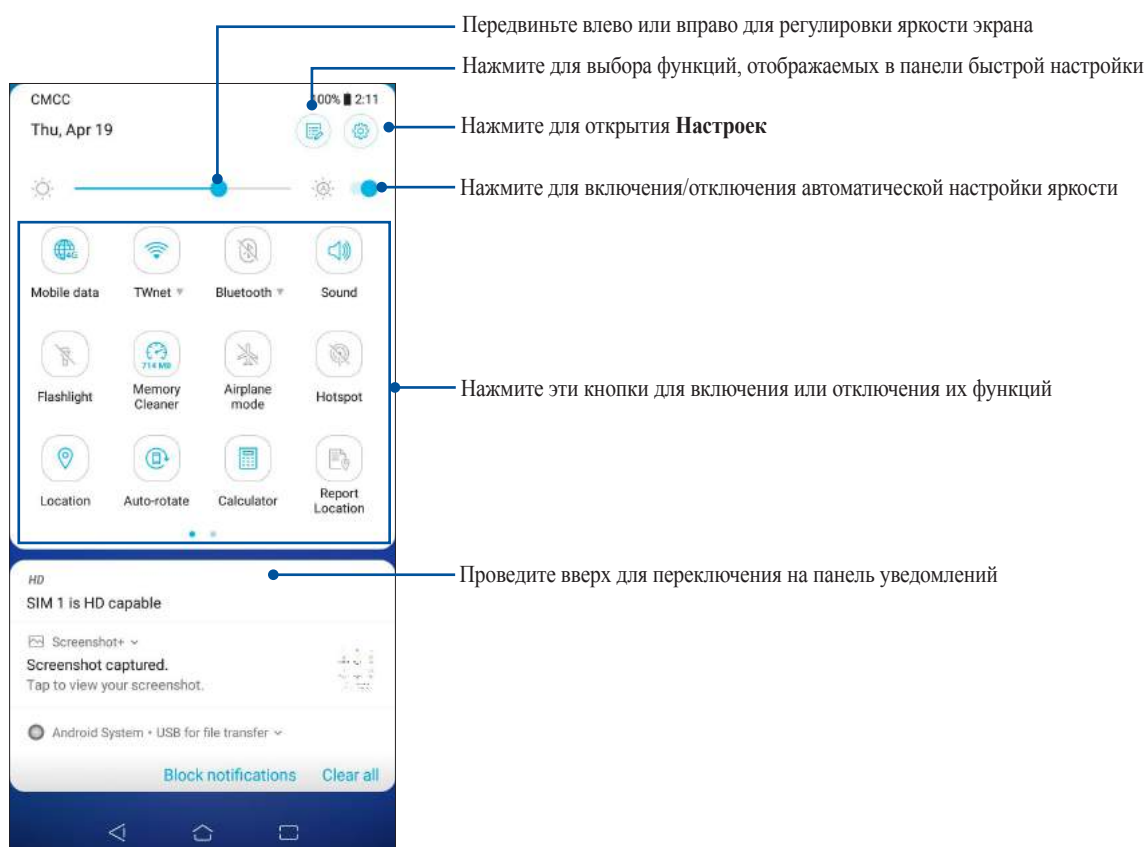 Передвиньте влево или вправо для регулировки яркости экрана
Нажмите для выбора функций, отображаемых в панели быстрой настройки
CMCC 100% 2:11
Thu, Apr 19
Нажмите для открытия Настроек
Нажмите для включения/отключения автоматической настройки яркости
4G
Mobile data TWnet Bluetooth Sound
714 MB
Flashlight Memory Cleaner Airplane mode Hotspot
Нажмите эти кнопки для включения или отключения их функций
Location Auto-rotate Calculator Report Location
Проведите вверх для переключения на панель уведомлений
HD
SIM 1 is HD capable
Screenshot+
Screenshot captured.
Tap to view your screenshot.
Android System • USB for file transfer
Block notifications Clear all